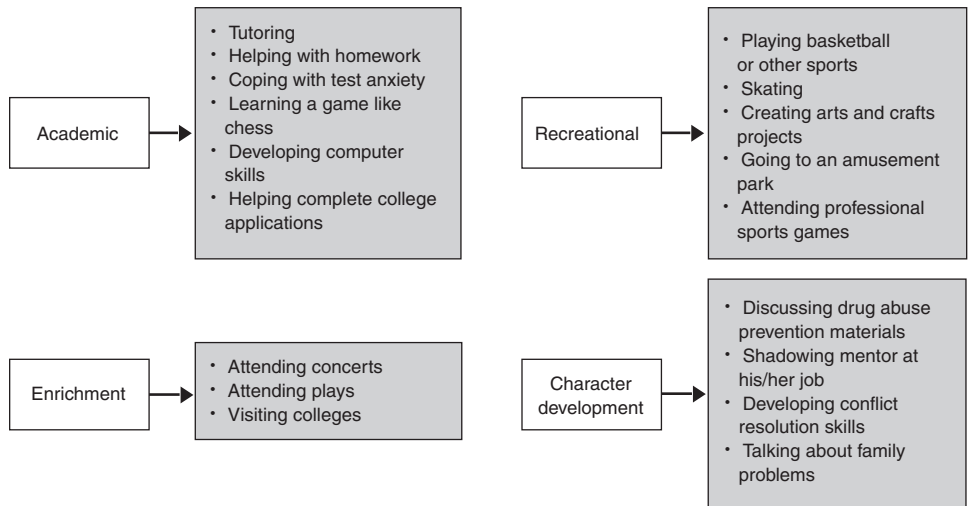 Academic
· Tutoring
· Helping with homework
· Coping with test anxiety
· Learning a game like
chess
· Developing computer
skills
· Helping complete college
applications
Recreational
· Playing basketball
or other sports
· Skating
· Creating arts and crafts
projects
· Going to an amusement
park
· Attending professional
sports games
Enrichment
· Attending concerts
· Attending plays
· Visiting colleges
Character
development
· Discussing drug abuse
prevention materials
· Shadowing mentor at
his/her job
· Developing conflict
resolution skills
· Talking about family
problems